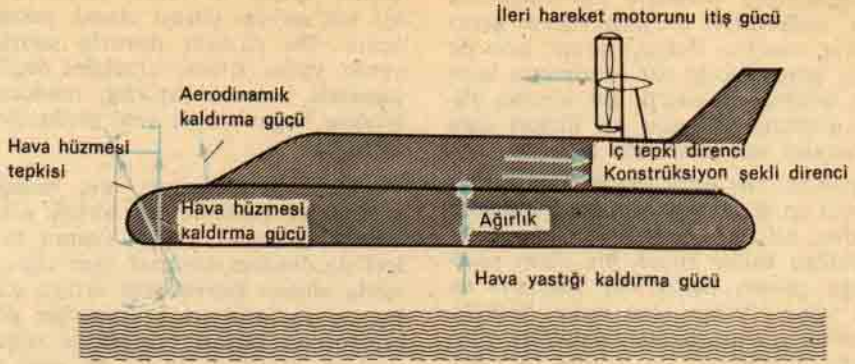 İleri hareket motorunu itiş gücü
Aerodinamik
kaldırma gücü
Hava hüzmesi
tepkisi
İç tepki direnci
Konstrüksiyon şekli direnci
Hava hüzmesi
kaldırma gücü
Ağırlık
Hava yastığı kaldırma gücü